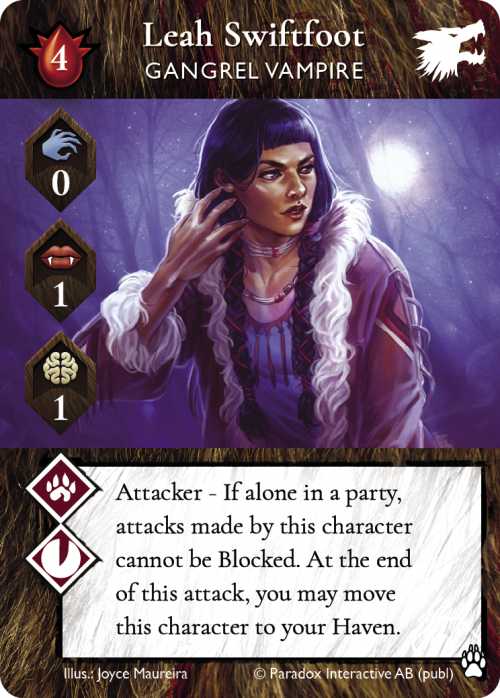 4
Leah Swiftfoot
GANGREL VAMPIRE
0
1
1
Attacker - If alone in a party,
attacks made by this character
cannot be Blocked. At the end
of this attack, you may move
this character to your Haven.
Illus.: Joyce Maureira
© Paradox Interactive AB (publ)